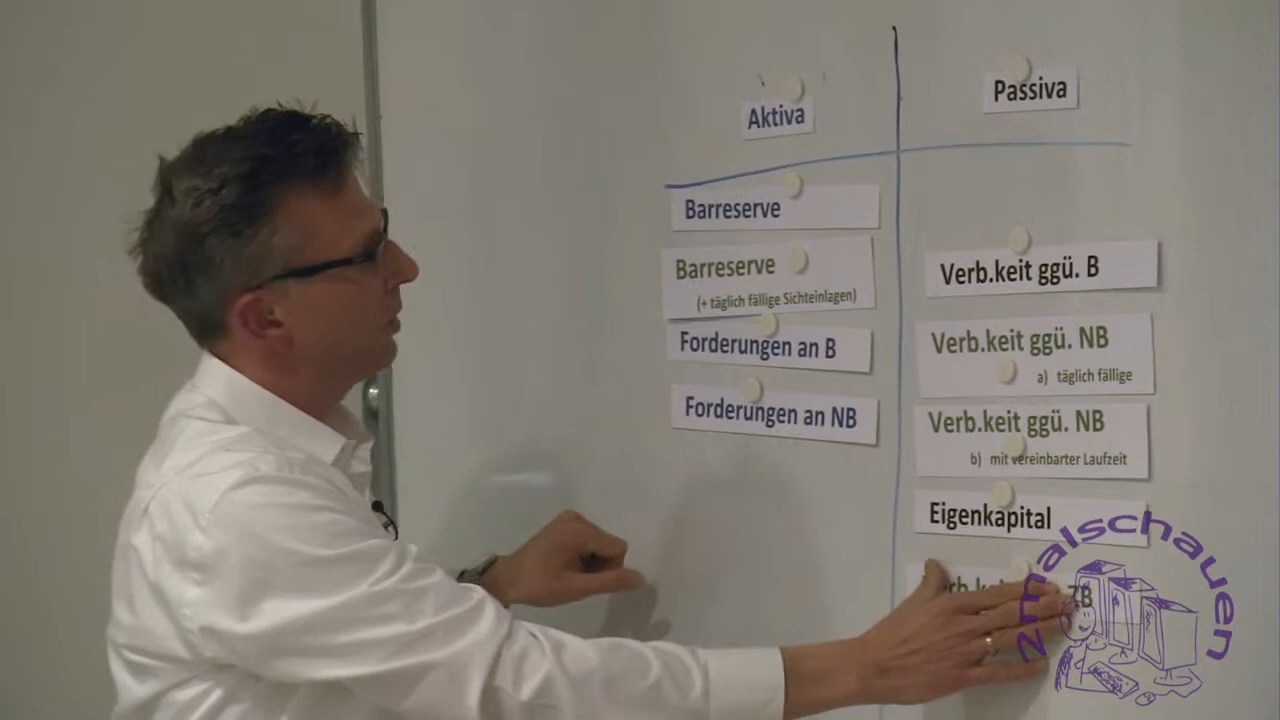 Aktiva
Passiva
Barreserve
Barreserve
(+ täglich fällige Sichteinlagen)
Forderungen an B
Forderungen an NB
Verb.keit ggü. B
Verb.keit ggü. NB
a) täglich fällige
Verb.keit ggü. NB
b) mit vereinbarter Laufzeit
Eigenkapital
ZB
2malschauen